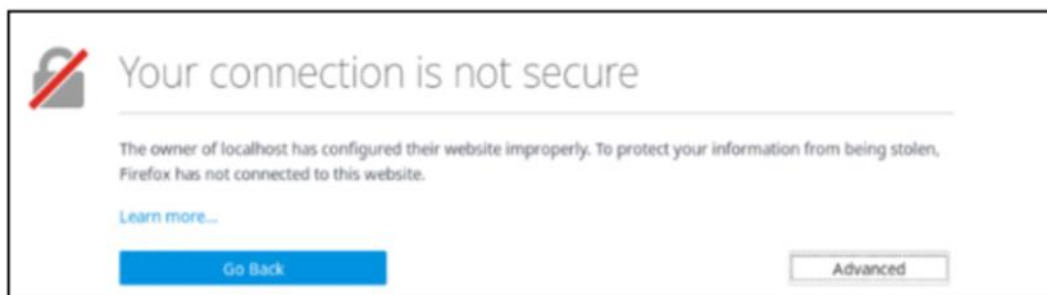 Your connection is not secure
The owner of localhost has configured their website improperly. To protect your information from being stolen,
Firefox has not connected to this website.
Learn more...
Go Back
Advanced